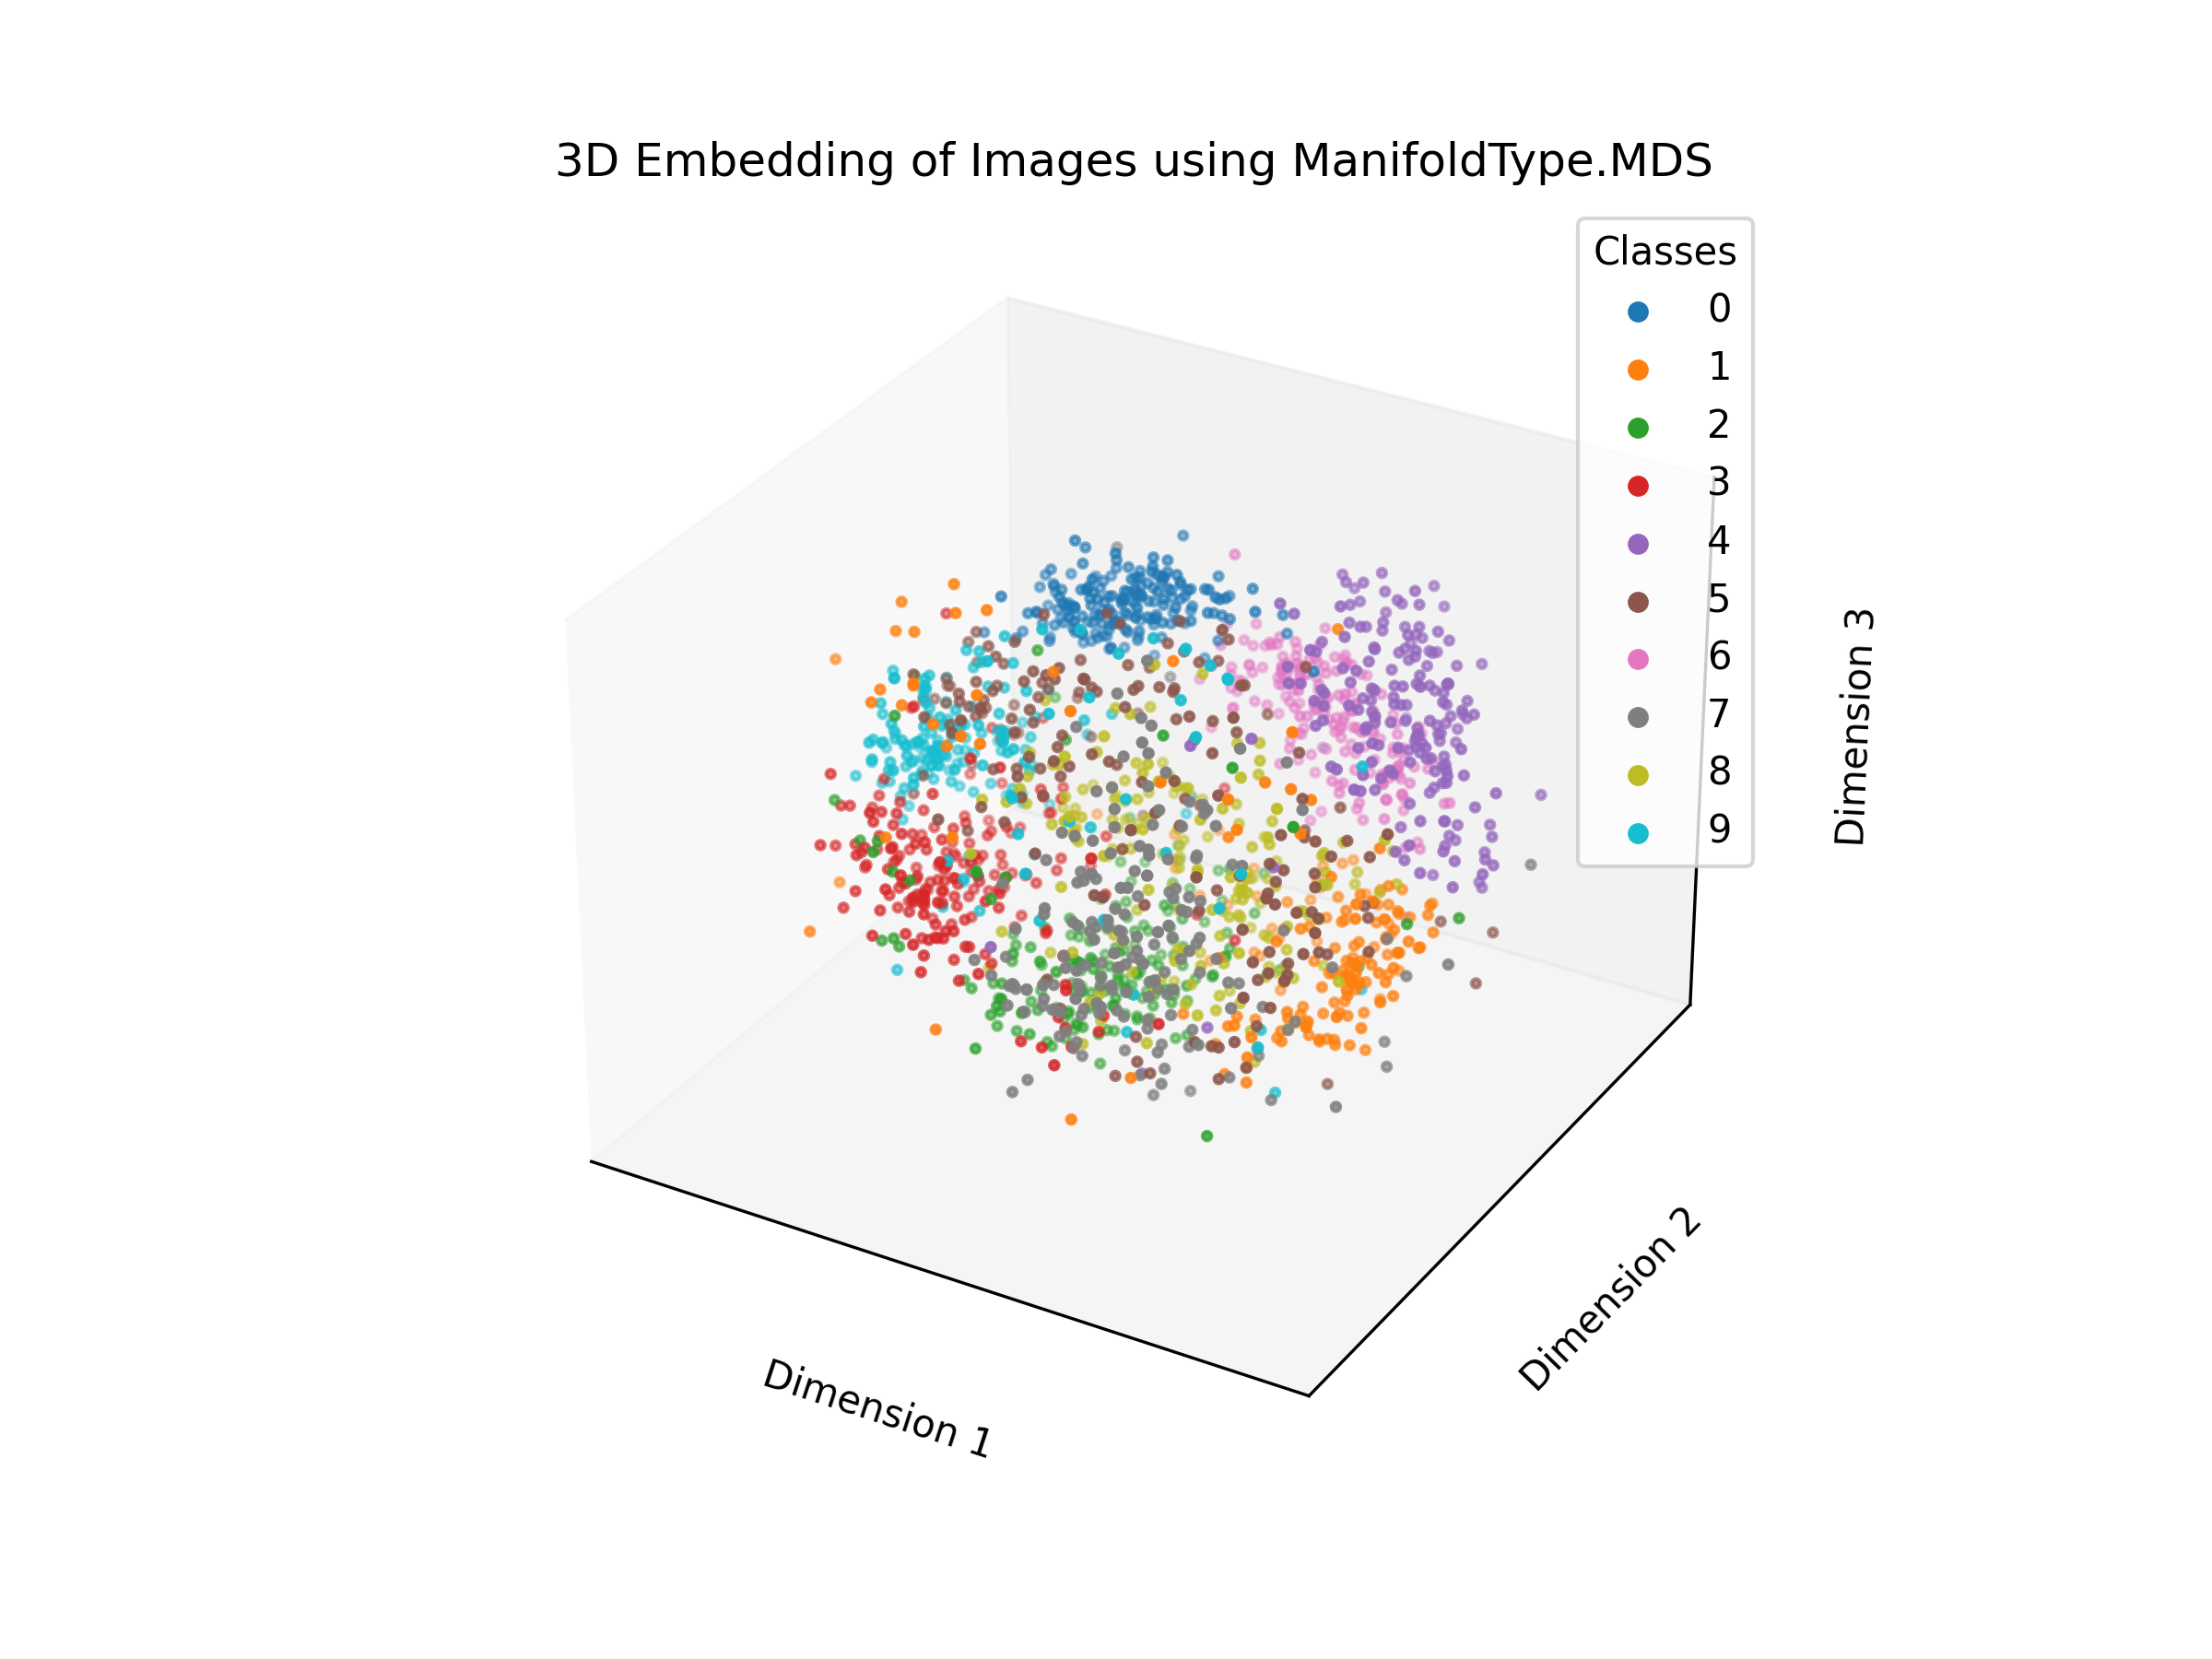 3D Embedding of Images using ManifoldType.MDS
Classes
0
1
2
3
4
5
6
7
8
9
Dimension 3
Dimension 2
Dimension 1